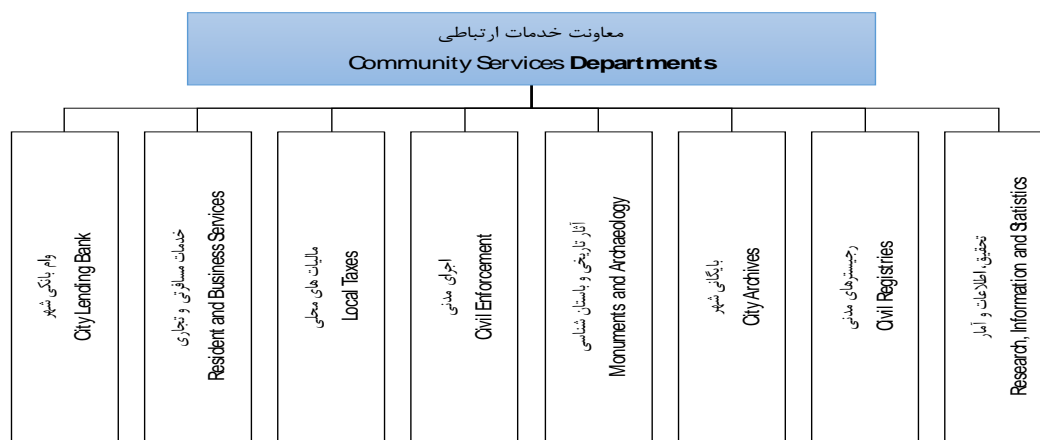 معاونت خدمات ارتباطی
Community Services Departments
وام بانکی شهر
City Lending Bank
خدمات مسافرتی و تجاری
Resident and Business Services
مالیات های محلی
Local Taxes
اجرای مدنی
Civil Enforcement
آثار تاریخی و باستان شناسی
Monuments and Archaeology
بایگانی شهر
City Archives
رجیسترهای مدنی
Civil Registries
تحقیق، اطلاعات و آمار
Research, Information and Statistics